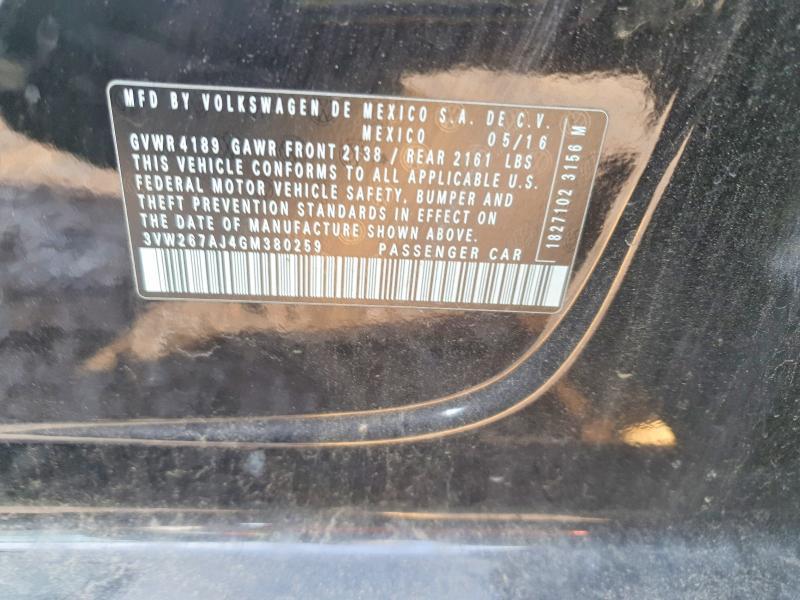 MFD BY VOLKSWAGEN DE MEXICO S.A. DE C.V.
MEXICO 05/16
GVWR 4189 GAWR FRONT 2138 / REAR 2161 LBS
THIS VEHICLE CONFORMS TO ALL APPLICABLE U.S.
FEDERAL MOTOR VEHICLE SAFETY, BUMPER AND
THEFT PREVENTION STANDARDS IN EFFECT ON
THE DATE OF MANUFACTURE SHOWN ABOVE.
3VW267AJ4GM380259 PASSENGER CAR
18271102 3156 M